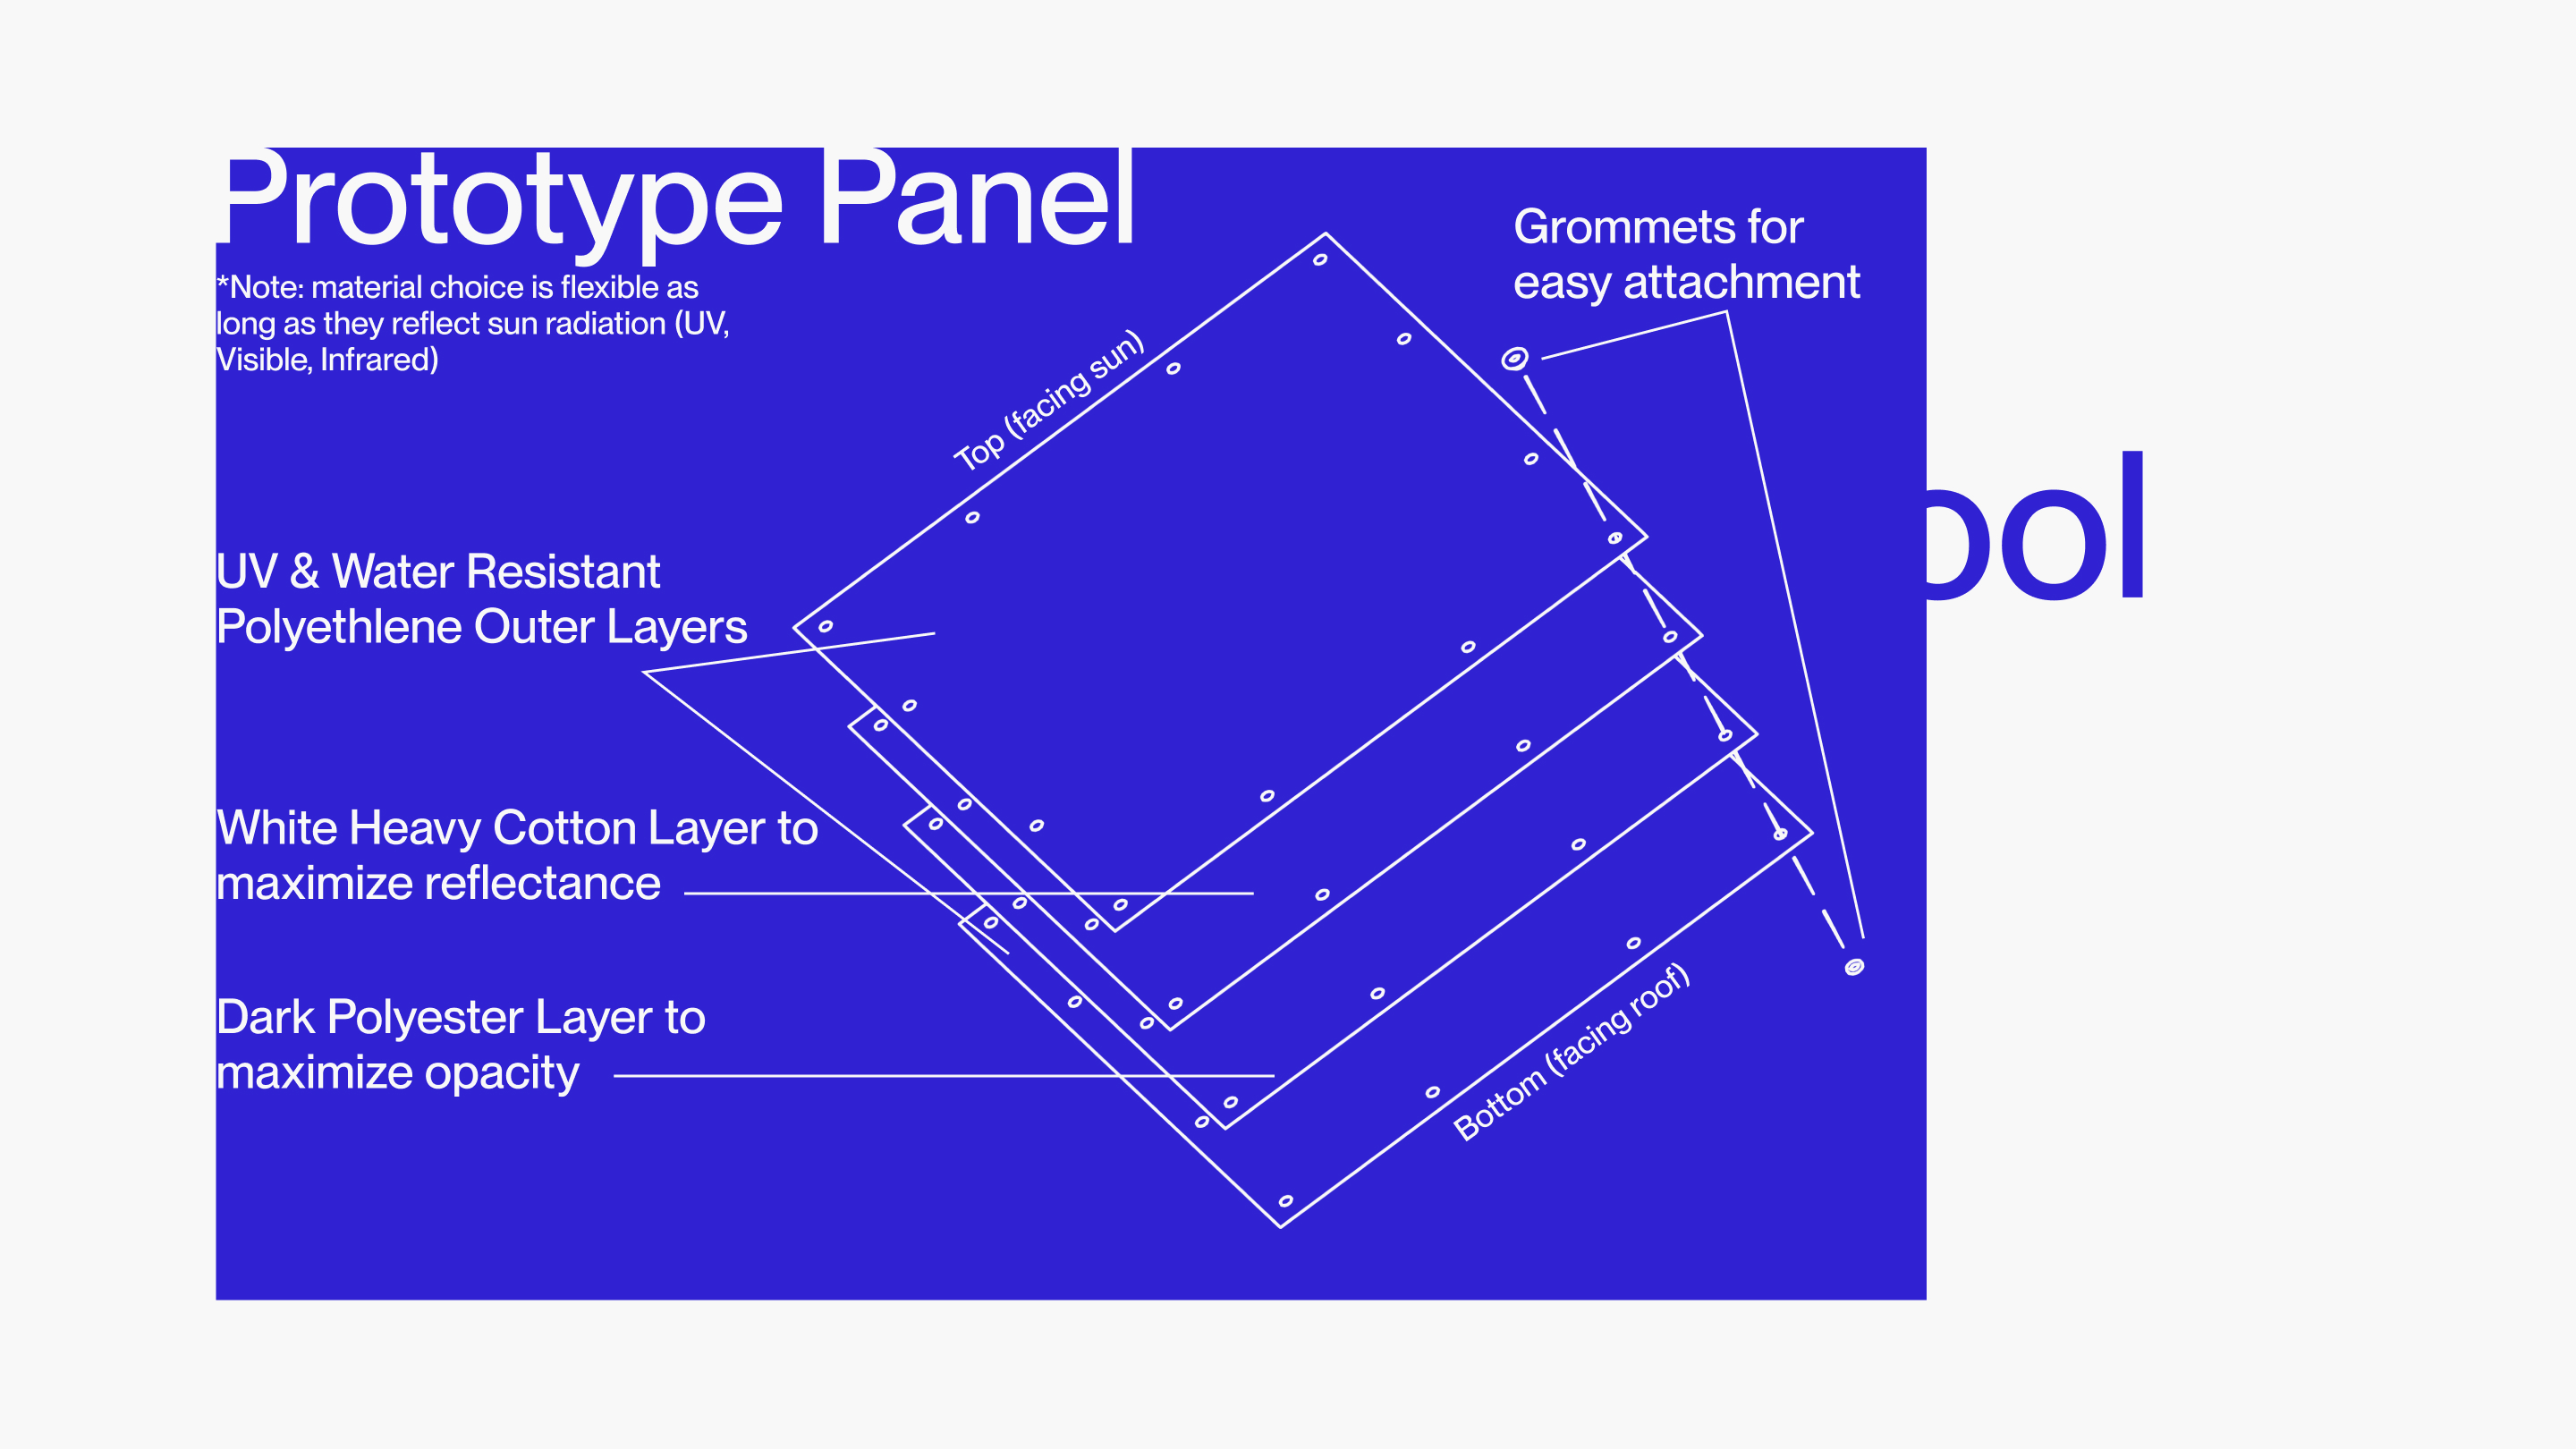 Prototype Panel
*Note: material choice is flexible as
long as they reflect sun radiation (UV,
Visible, Infrared)
Grommets for
easy attachment
Top (facing sun)
UV & Water Resistant
Polyethlene Outer Layers
ool
White Heavy Cotton Layer to
maximize reflectance
Dark Polyester Layer to
maximize opacity
Bottom (facing roof)